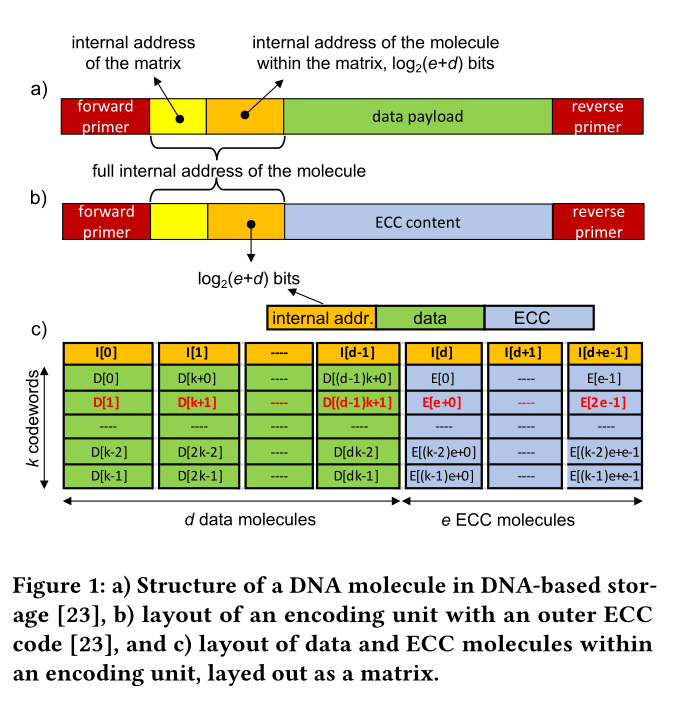 internal address
of the matrix
internal address of the molecule
within the matrix, log2(e+d) bits
a)
forward
primer
data payload
reverse
primer
full internal address of the molecule
b)
forward
primer
ECC content
reverse
primer
log2(e+d) bits
internal addr. data ECC
c)
k codewords
I[0] I[1] ---- I[d-1] I[d] I[d+1] I[d+e-1]
D[0] D[k+0] ---- D[(d-1)k+0] E[0] ---- E[e-1]
D[1] D[k+1] ---- D[(d-1)k+1] E[e+0] ---- E[2e-1]
---- ---- ---- ---- ---- ---- ----
D[k-2] D[2k-2] ---- D[dk-2] E[(k-2)e+0] ---- E[(k-2)e+e-1
D[k-1] D[2k-1] ---- D[dk-1] E[(k-1)e+0] ---- E[(k-1)e+e-1
d data molecules e ECC molecules
Figure 1: a) Structure of a DNA molecule in DNA-based stor-
age [23], b) layout of an encoding unit with an outer ECC
code [23], and c) layout of data and ECC molecules within
an encoding unit, layed out as a matrix.